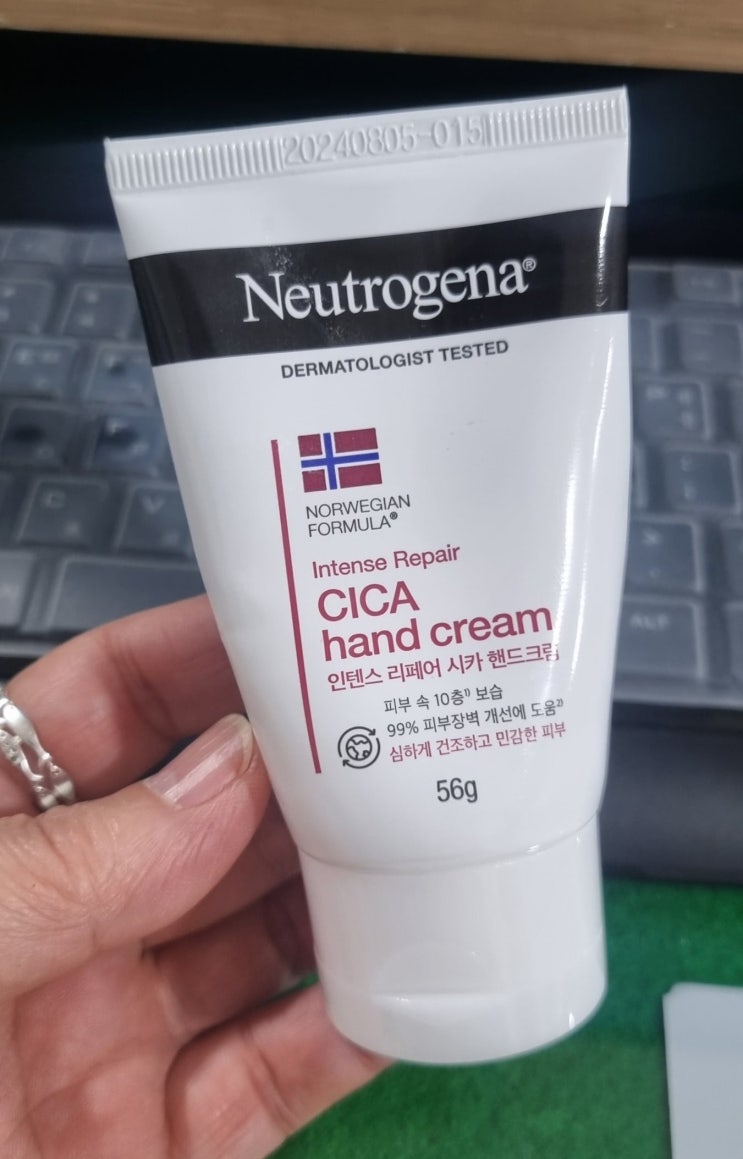 20240805-015
Neutrogena®
DERMATOLOGIST TESTED
NORWEGIAN
FORMULA®
Intense Repair
CICA
hand cream
인텐스 리페어 시카 핸드크림
피부 속 10층¹⁾ 보습
99% 피부장벽 개선에 도움²⁾
심하게 건조하고 민감한 피부
56g
C
V
ALT